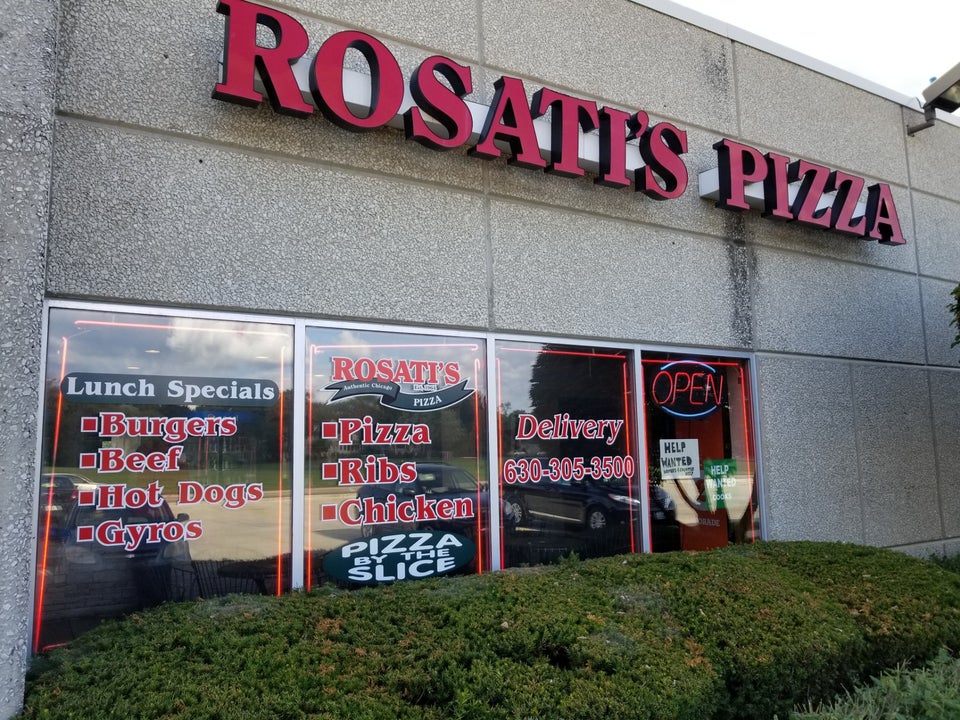 ROSATI'S PIZZA
Lunch Specials
Burgers
Beef
Hot Dogs
Gyros
ROSATI'S
Authentic Chicago
PIZZA
Pizza
Ribs
Chicken
PIZZA
BY THE
SLICE
Delivery
630-305-3500
OPEN
HELP
WANTED
HELP
WANTED
COOKS